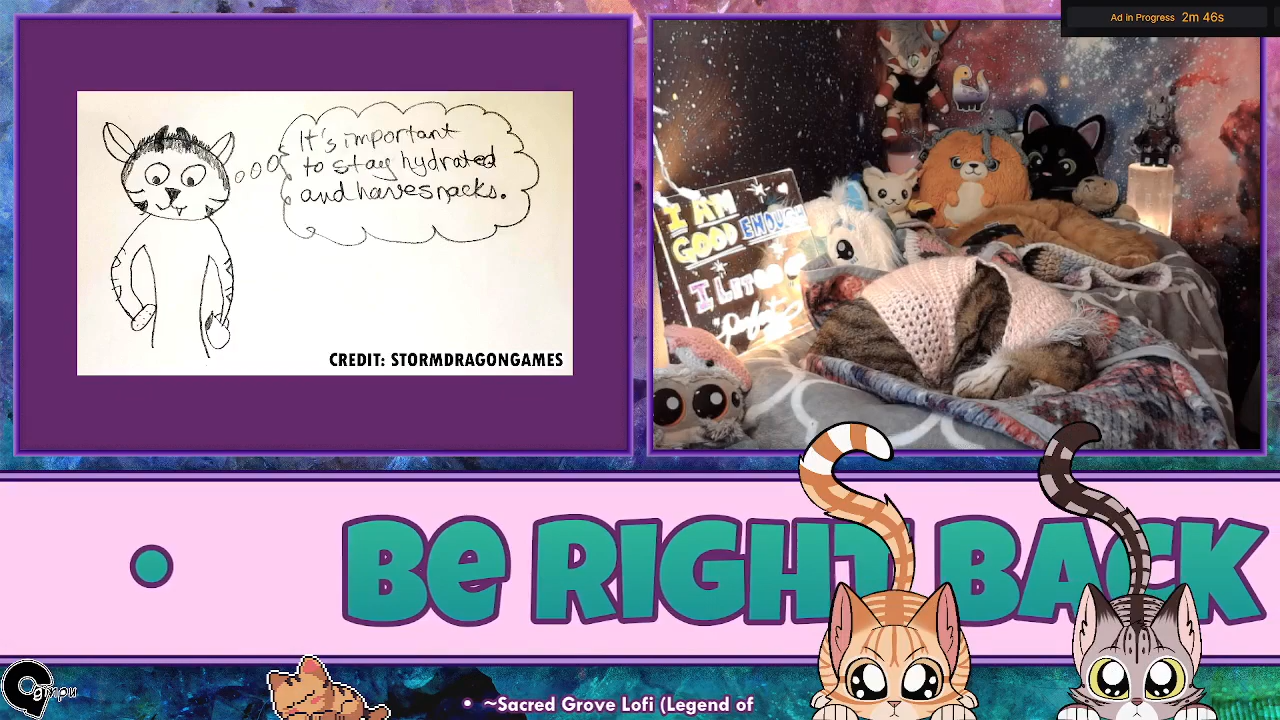 Ad in Progress 2m 46s
It's important
to stay hydrated
and have snacks.
CREDIT: STORMDRAGONGAMES
I AM
GOOD ENOUGH
Be RIGHT BACK
• ~Sacred Grove Lofi (Legend of